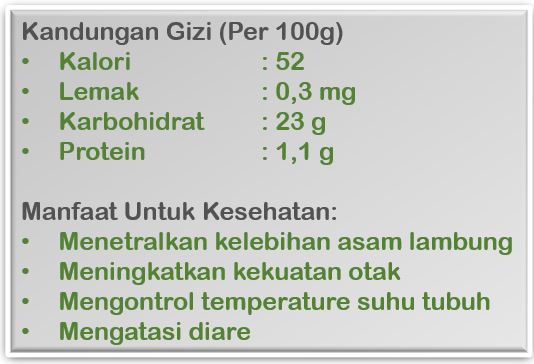 Kandungan Gizi (Per 100g)
• Kalori : 52
• Lemak : 0,3 mg
• Karbohidrat : 23 g
• Protein : 1,1 g
Manfaat Untuk Kesehatan:
• Menetralkan kelebihan asam lambung
• Meningkatkan kekuatan otak
• Mengontrol temperature suhu tubuh
• Mengatasi diare